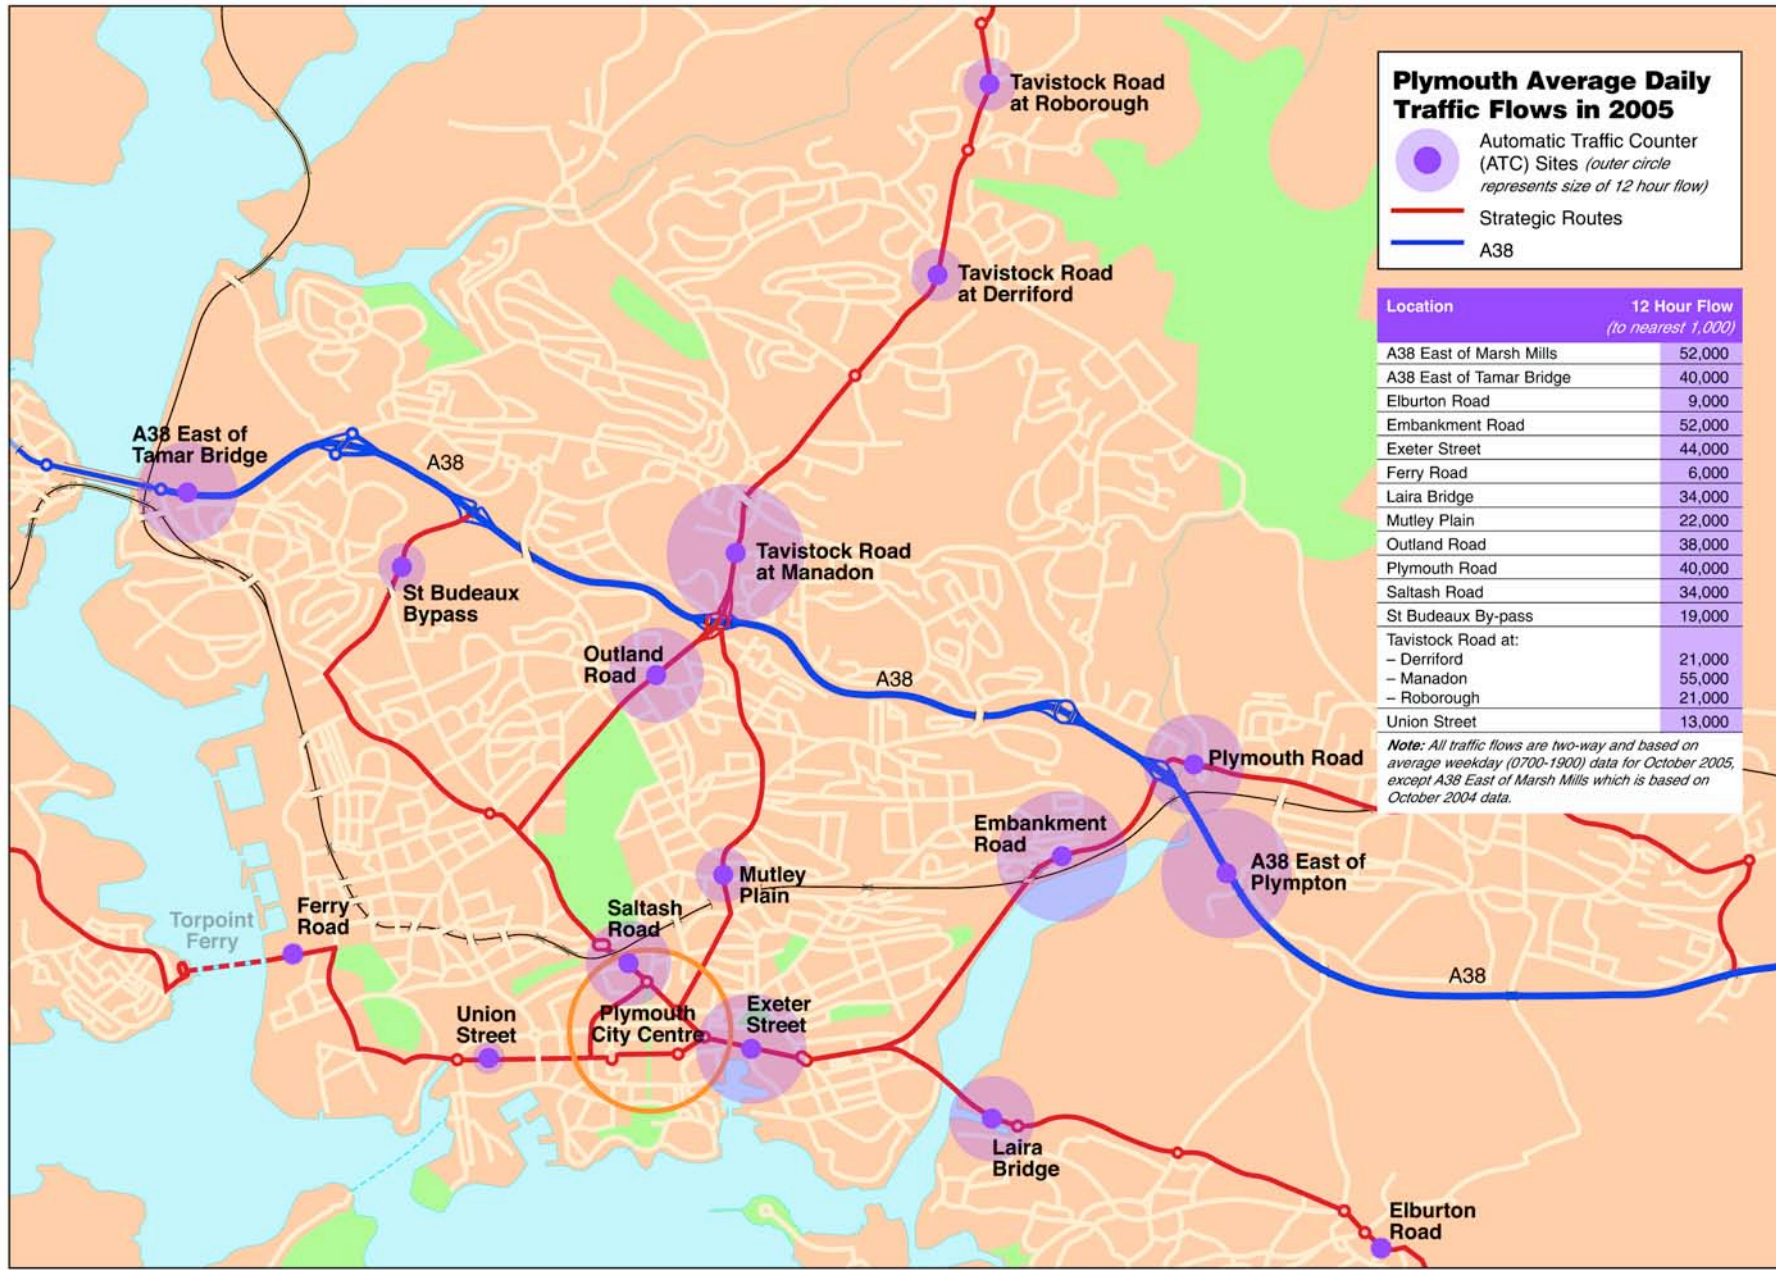 Tavistock Road
at Roborough
Plymouth Average Daily
Traffic Flows in 2005
Automatic Traffic Counter
(ATC) Sites (outer circle
represents size of 12 hour flow)
Strategic Routes
A38
Tavistock Road
at Derriford
Location 12 Hour Flow
(to nearest 1,000)
A38 East of Marsh Mills 52,000
A38 East of Tamar Bridge 40,000
Elburton Road 9,000
Embankment Road 52,000
Exeter Street 44,000
Ferry Road 6,000
Laira Bridge 34,000
Mutley Plain 22,000
Outland Road 38,000
Plymouth Road 40,000
Saltash Road 34,000
St Budeaux By-pass 19,000
Tavistock Road at:
– Derriford 21,000
– Manadon 55,000
– Roborough 21,000
Union Street 13,000
Note: All traffic flows are two-way and based on
average weekday (0700-1900) data for October 2005,
except A38 East of Marsh Mills which is based on
October 2004 data.
A38 East of
Tamar Bridge
A38
Tavistock Road
at Manadon
St Budeaux
Bypass
Outland
Road
A38
Plymouth Road
Embankment
Road
A38 East of
Plympton
Mutley
Plain
Saltash
Road
Ferry
Road
Torpoint
Ferry
A38
Union
Street
Plymouth
City Centre
Exeter
Street
Laira
Bridge
Elburton
Road